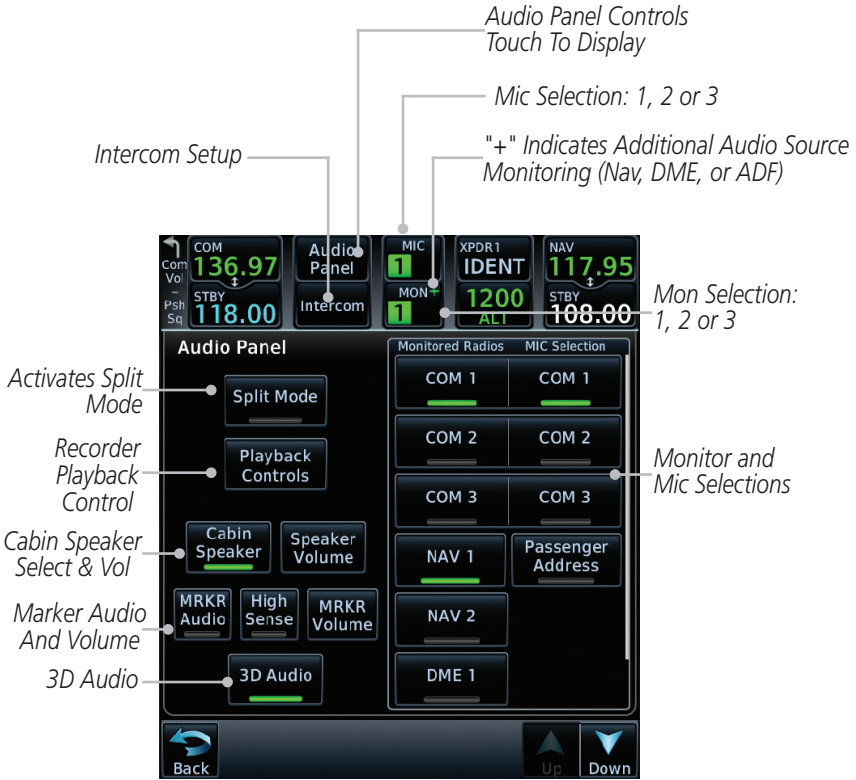 Audio Panel Controls
Touch To Display
Mic Selection: 1, 2 or 3
Intercom Setup
"+" Indicates Additional Audio Source
Monitoring (Nav, DME, or ADF)
Com
Vol
-
Psh
Sq
COM
136.97
STBY
118.00
Audio
Panel
Intercom
MIC
1
MON+
1
XPDR1
IDENT
1200
ALT
NAV
117.95
STBY
108.00
Mon Selection:
1, 2 or 3
Audio Panel
Monitored Radios MIC Selection
Activates Split
Mode
Split Mode
COM 1 COM 1
Recorder
Playback
Control
Playback
Controls
COM 2 COM 2
COM 3 COM 3
Monitor and
Mic Selections
Cabin Speaker
Select & Vol
Cabin
Speaker
Speaker
Volume
NAV 1
Passenger
Address
Marker Audio
And Volume
MRKR
Audio
High
Sense
MRKR
Volume
NAV 2
3D Audio
3D Audio
DME 1
Back
Up
Down